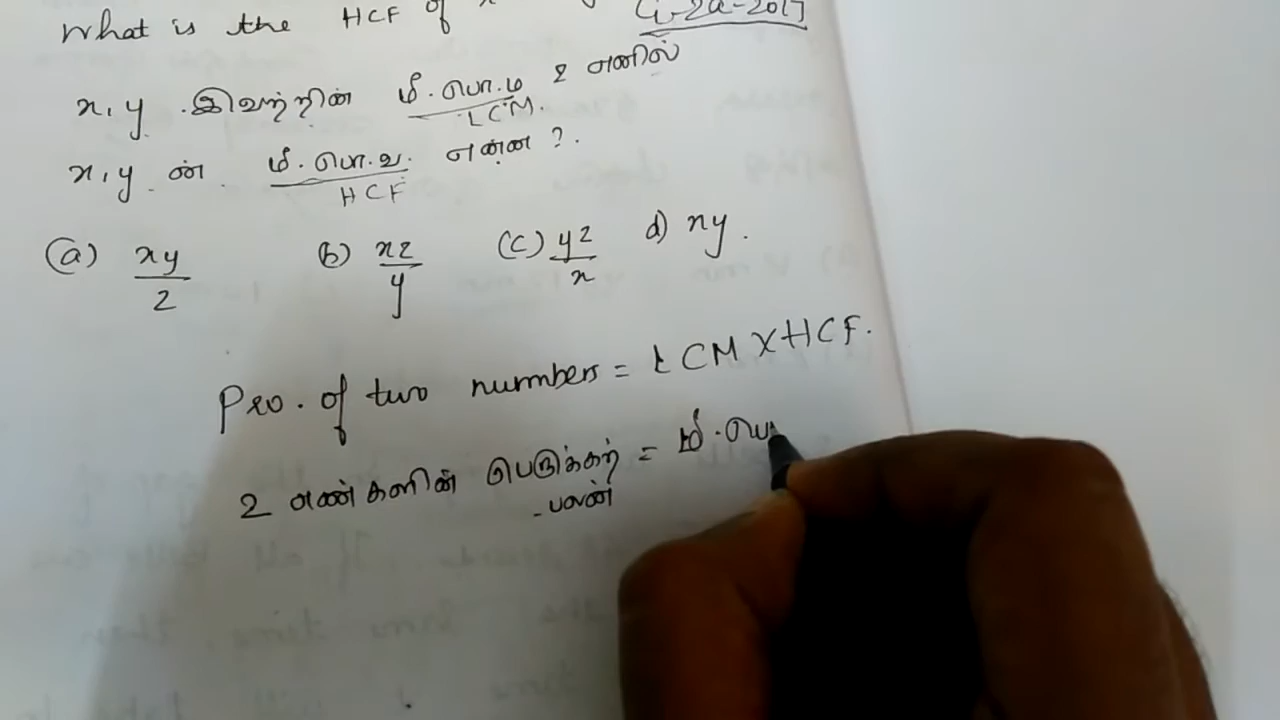 What is the HCF of x
x, y இவற்றின் மீ.பொ.ம z எனில்
LCM.
x, y ன் மீ.பொ.வ. என்ன ?.
HCF
(a) xy/z (b) xz/y (c) yz/x d) xy.
Pro. of two numbers = LCM X HCF.
2 எண்களின் பெருக்கற் = மீ.பொ
-பலன்